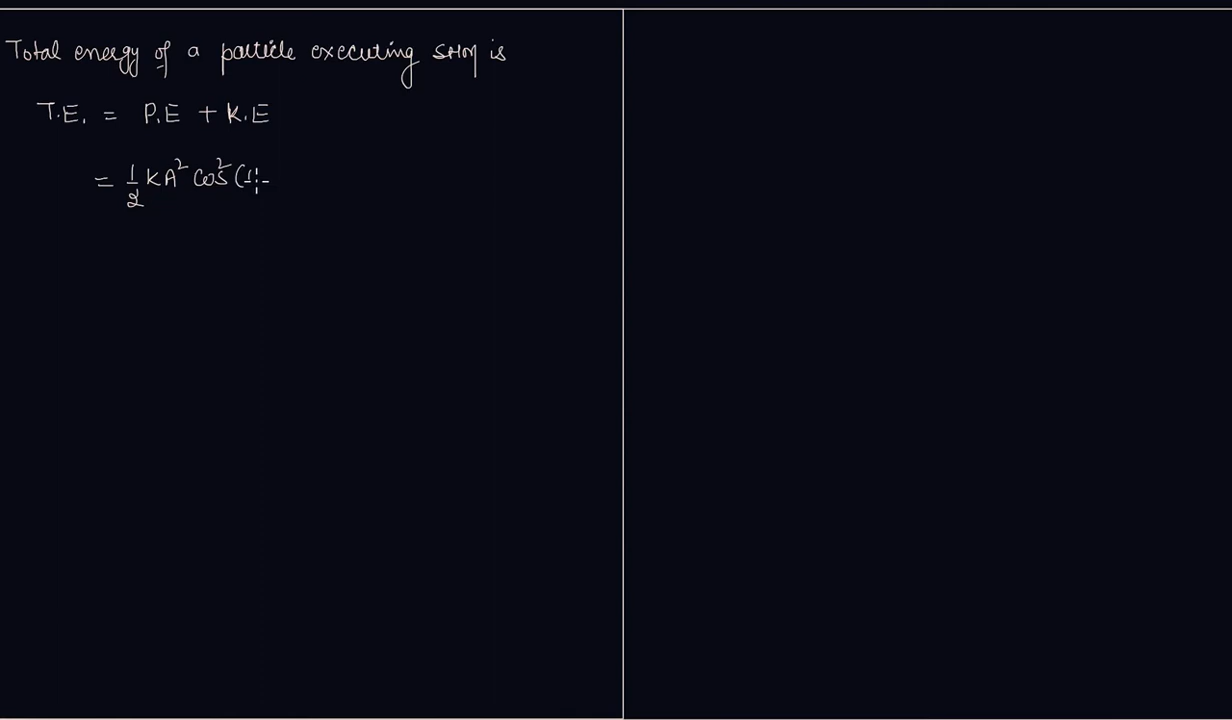 Total energy of a particle executing SHM is
T.E. = P.E + K.E
= 1/2 KA² cos² (